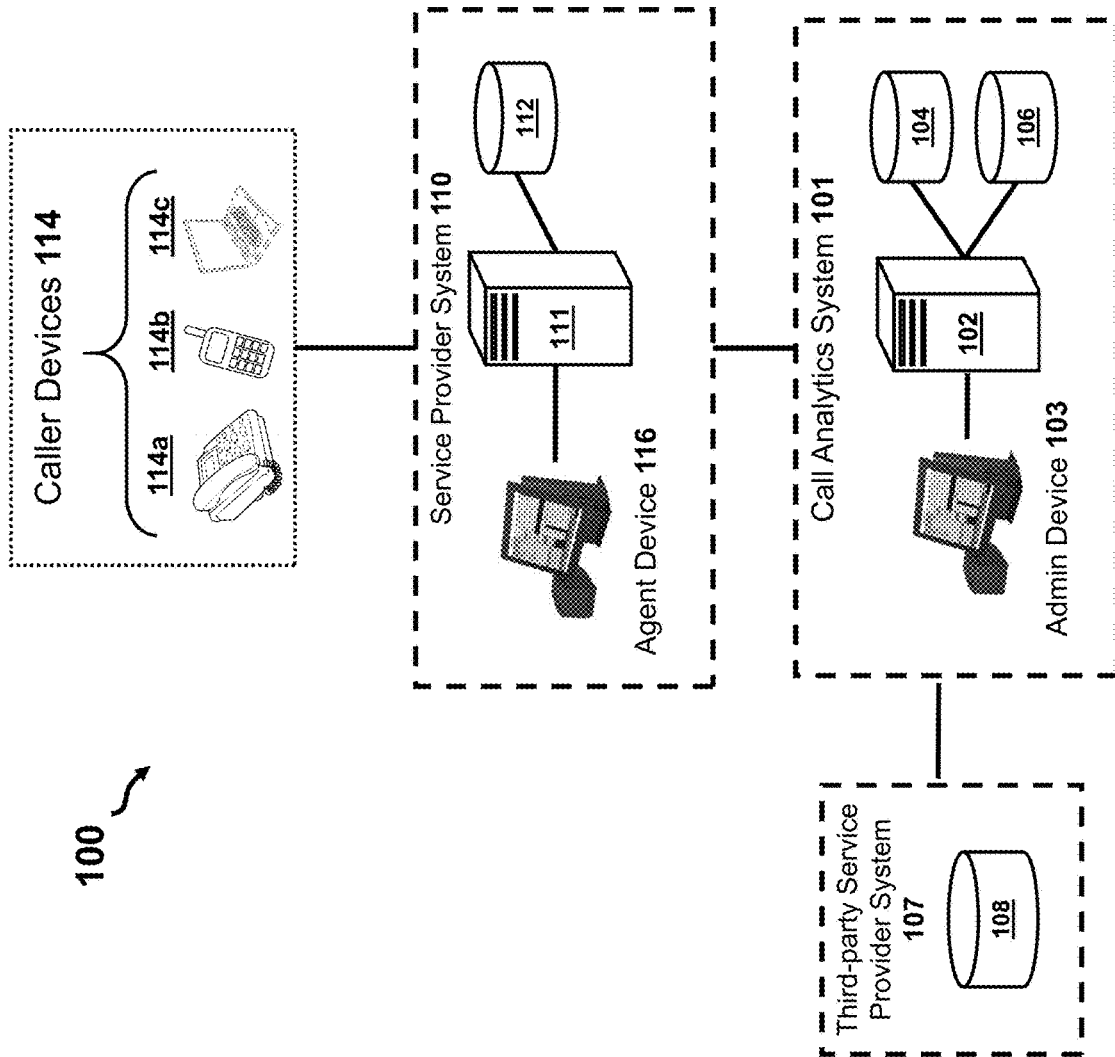 100
Caller Devices 114
114a
114b
114c
Service Provider System 110
111
112
Agent Device 116
Call Analytics System 101
102
104
106
Admin Device 103
Third-party Service
Provider System
107
108